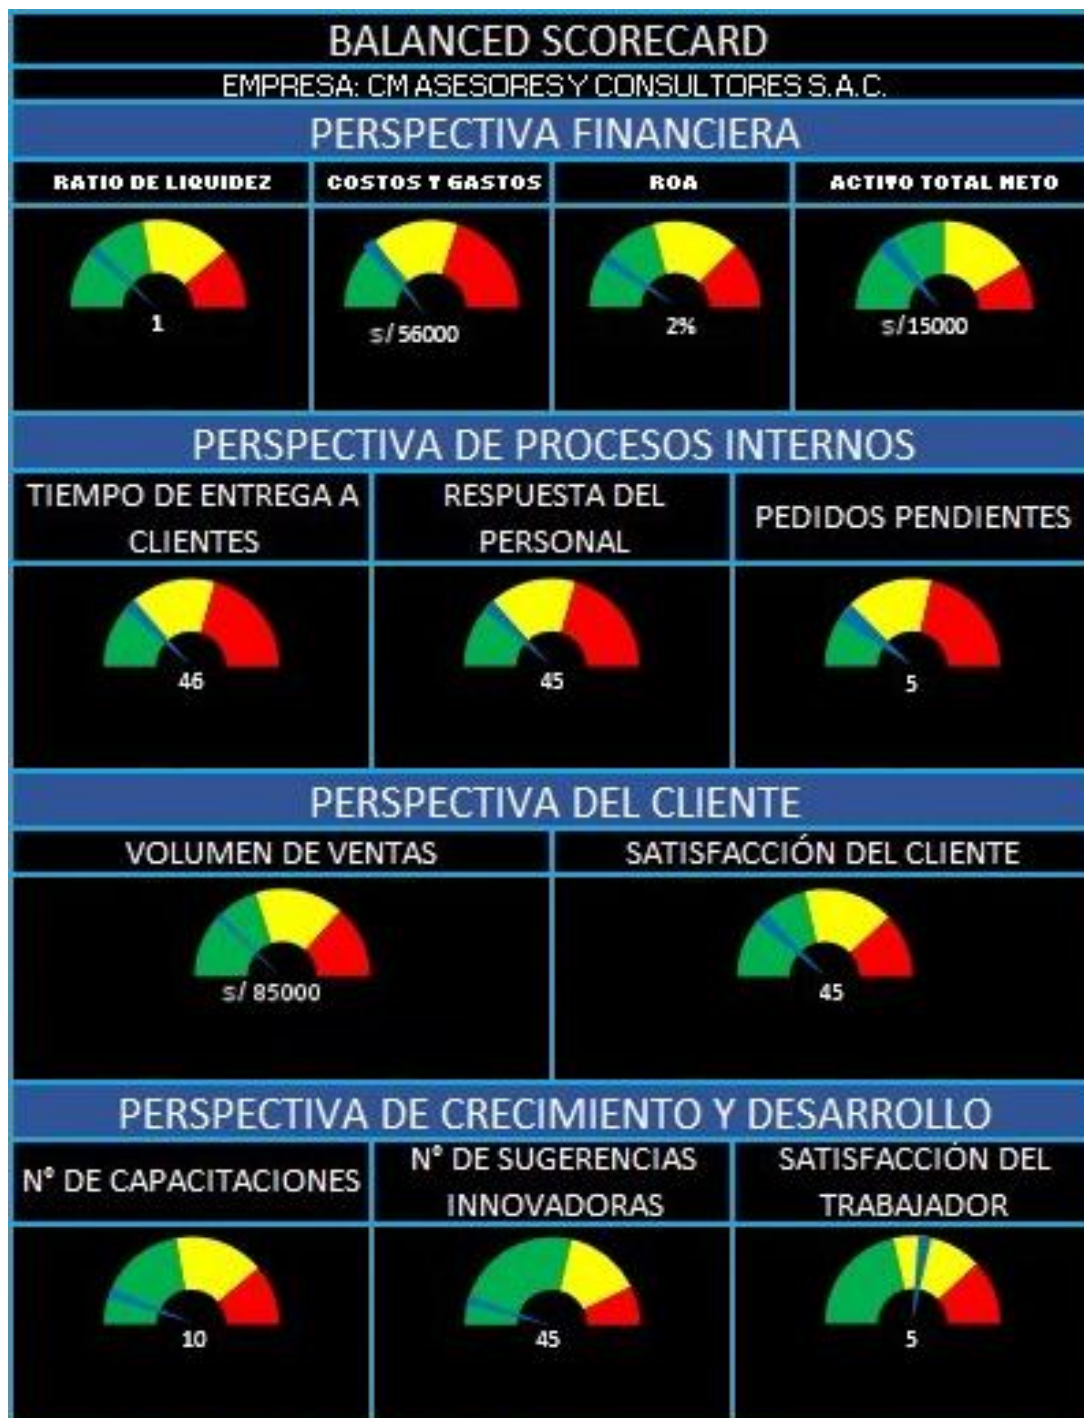 BALANCED SCORECARD
EMPRESA: CM ASESORES Y CONSULTORES S.A.C.
PERSPECTIVA FINANCIERA
RATIO DE LIQUIDEZ
COSTOS Y GASTOS
ROA
ACTIVO TOTAL NETO
1
s/ 56000
2%
s/ 15000
PERSPECTIVA DE PROCESOS INTERNOS
TIEMPO DE ENTREGA A
CLIENTES
RESPUESTA DEL
PERSONAL
PEDIDOS PENDIENTES
46
45
5
PERSPECTIVA DEL CLIENTE
VOLUMEN DE VENTAS
SATISFACCIÓN DEL CLIENTE
s/ 85000
45
PERSPECTIVA DE CRECIMIENTO Y DESARROLLO
N° DE CAPACITACIONES
N° DE SUGERENCIAS
INNOVADORAS
SATISFACCIÓN DEL
TRABAJADOR
10
45
5